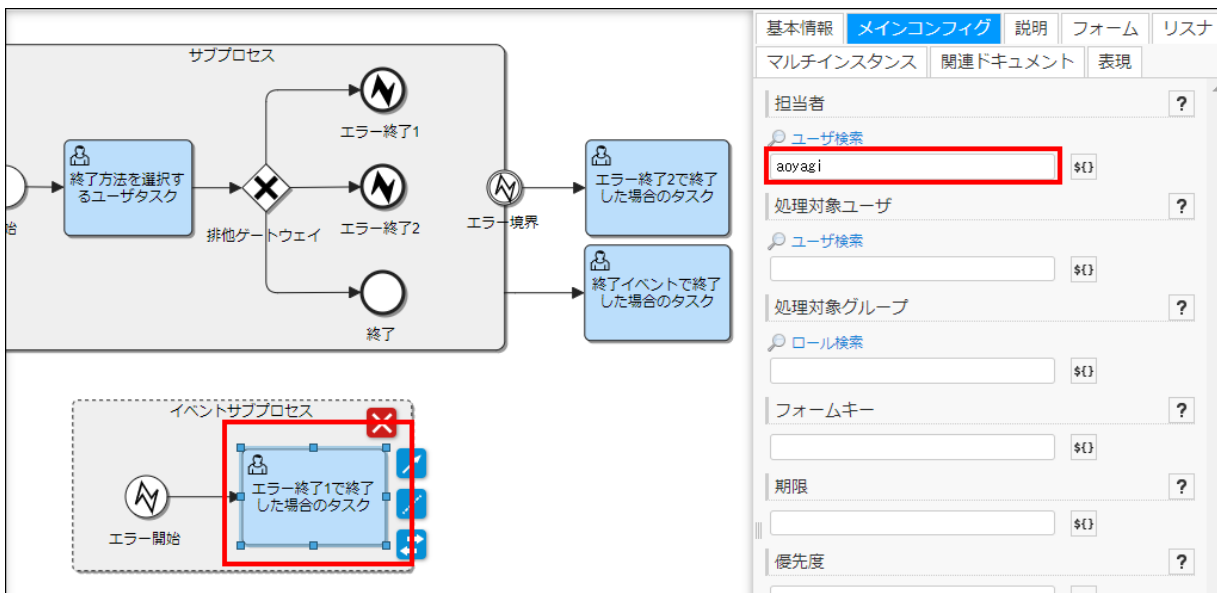 サブプロセス
終了方法を選択す
るユーザタスク
始
排他ゲートウェイ
エラー終了1
エラー終了2
終了
エラー境界
エラー終了2で終了
した場合のタスク
終了イベントで終了
した場合のタスク
イベントサブプロセス
エラー開始
エラー終了1で終了
した場合のタスク
基本情報 メインコンフィグ 説明 フォーム リスナ
マルチインスタンス 関連ドキュメント 表現
担当者 ?
ユーザ検索
aoyagi ${}
処理対象ユーザ ?
ユーザ検索
${}
処理対象グループ ?
ロール検索
${}
フォームキー ?
${}
期限 ?
${}
優先度 ?